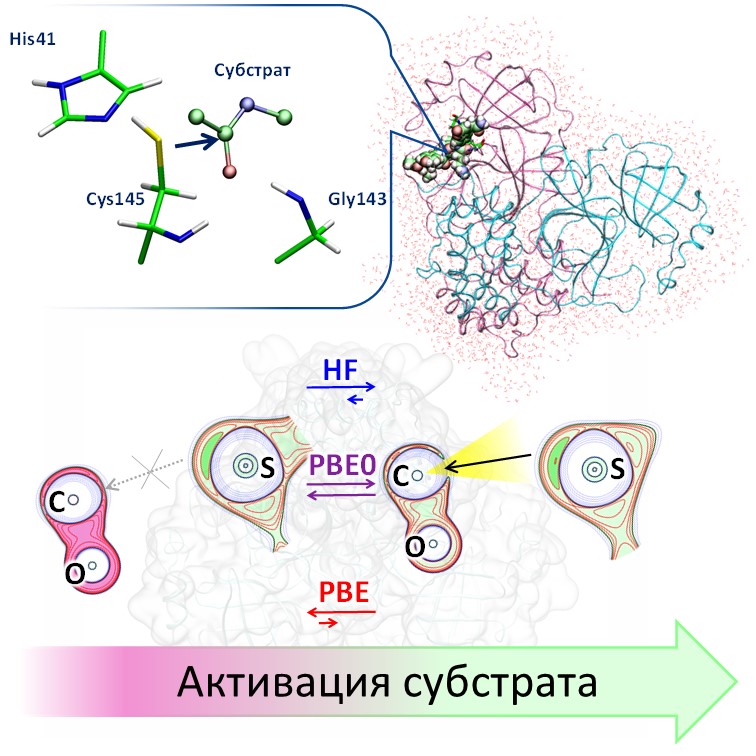 His41
Субстрат
Cys145
Gly143
HF
S
PBE0
C
S
C
O
O
PBE
Активация субстрата